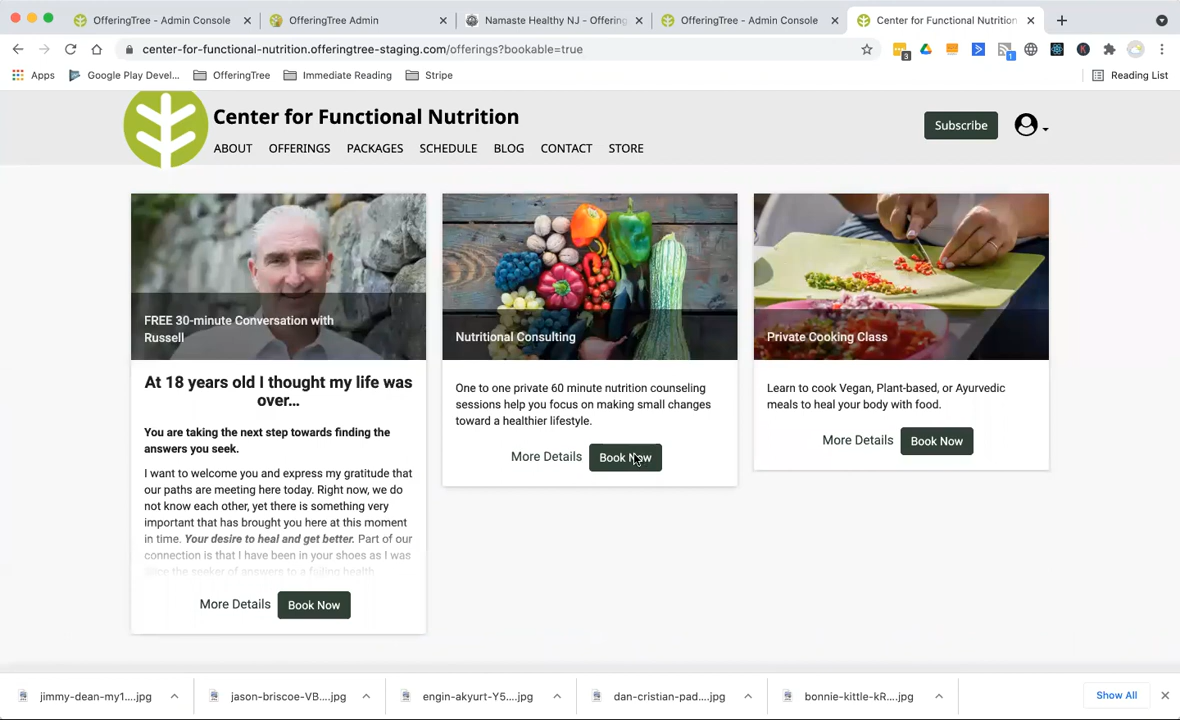 OfferingTree - Admin Console
OfferingTree Admin
Namaste Healthy NJ - Offering
OfferingTree - Admin Console
Center for Functional Nutrition
center-for-functional-nutrition.offeringtree-staging.com/offerings?bookable=true
3
1
Apps
Google Play Devel...
OfferingTree
Immediate Reading
Stripe
Reading List
Center for Functional Nutrition
ABOUT OFFERINGS PACKAGES SCHEDULE BLOG CONTACT STORE
Subscribe
FREE 30-minute Conversation with
Russell
At 18 years old I thought my life was
over...
You are taking the next step towards finding the
answers you seek.
I want to welcome you and express my gratitude that
our paths are meeting here today. Right now, we do
not know each other, yet there is something very
important that has brought you here at this moment
in time. Your desire to heal and get better. Part of our
connection is that I have been in your shoes as I was
once the seeker of answers to a failing health
More Details Book Now
Nutritional Consulting
One to one private 60 minute nutrition counseling
sessions help you focus on making small changes
toward a healthier lifestyle.
More Details Book Now
Private Cooking Class
Learn to cook Vegan, Plant-based, or Ayurvedic
meals to heal your body with food.
More Details Book Now
jimmy-dean-my1....jpg
jason-briscoe-VB....jpg
engin-akyurt-Y5....jpg
dan-cristian-pad....jpg
bonnie-kittle-kR....jpg
Show All